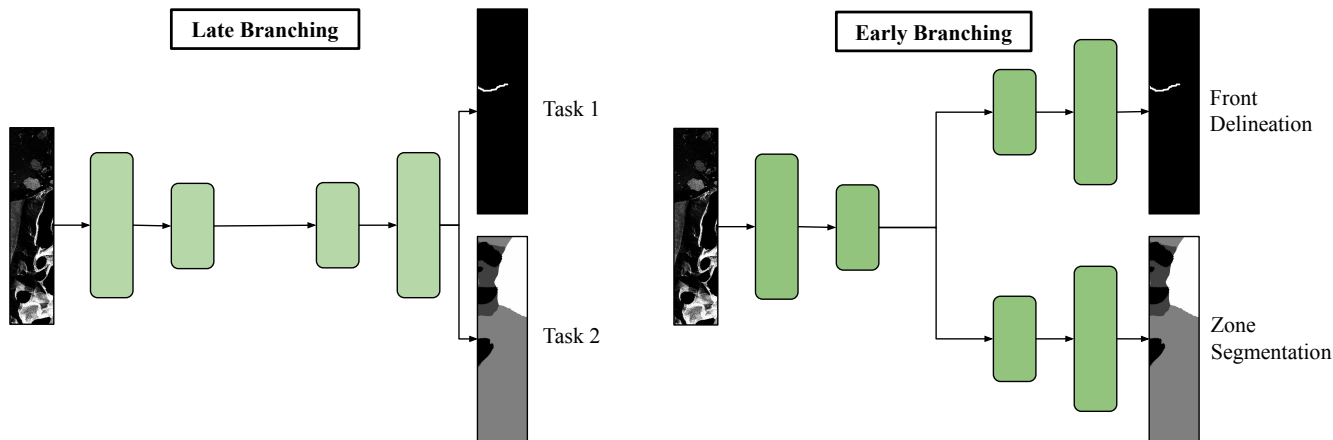 Late Branching
Task 1
Task 2
Early Branching
Front
Delineation
Zone
Segmentation